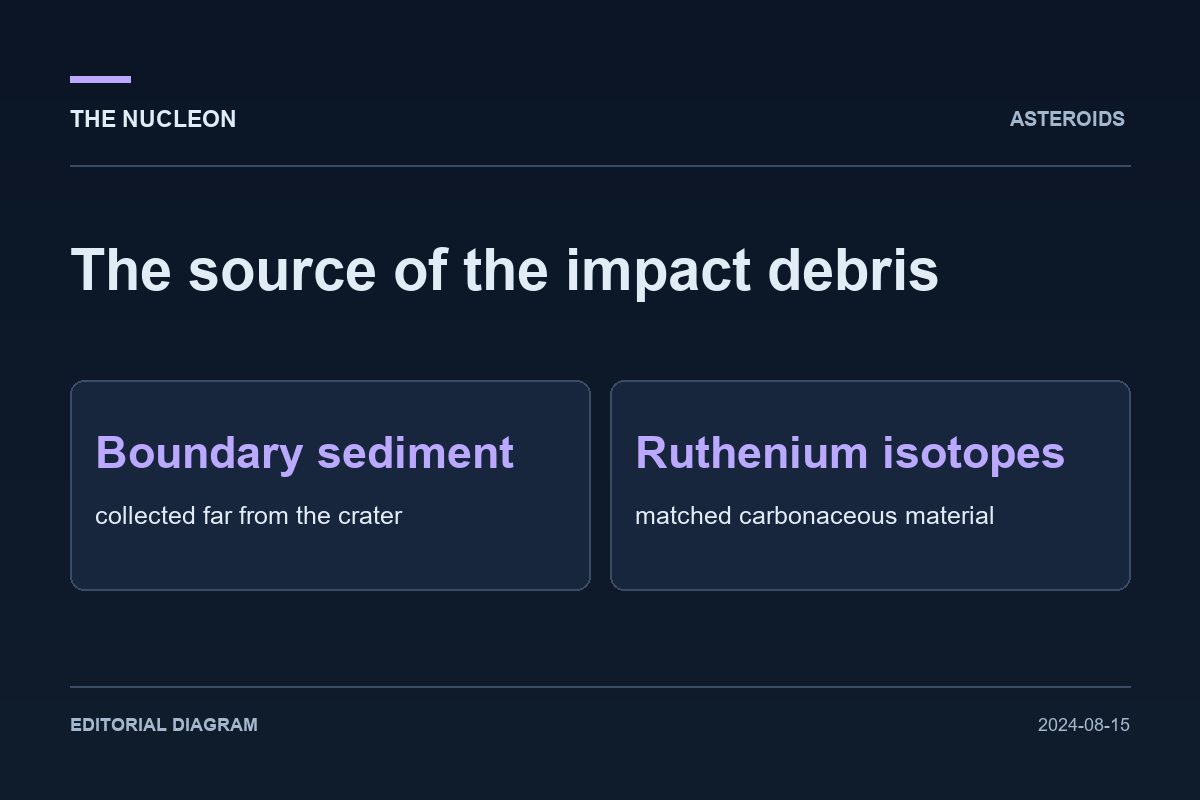 THE NUCLEON
ASTEROIDS
The source of the impact debris
Boundary sediment
collected far from the crater
Ruthenium isotopes
matched carbonaceous material
EDITORIAL DIAGRAM
2024-08-15